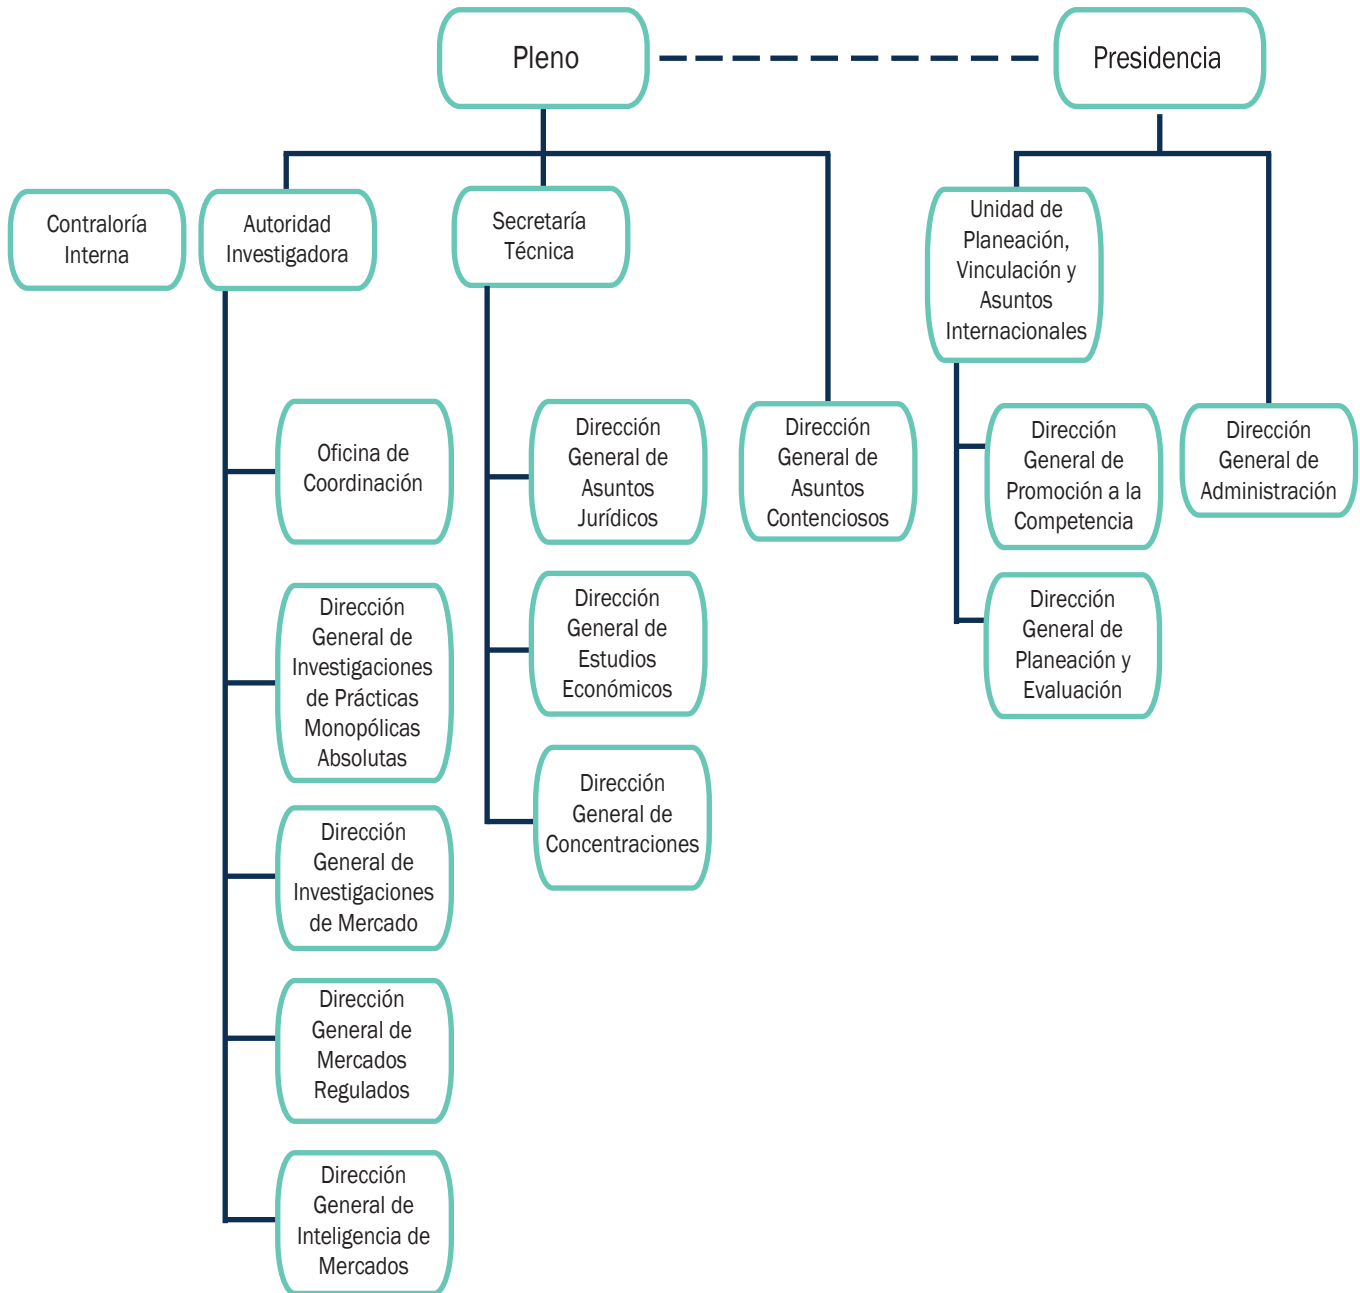 Pleno
Presidencia
Contraloría
Interna
Autoridad
Investigadora
Secretaría
Técnica
Unidad de
Planeación,
Vinculación y
Asuntos
Internacionales
Oficina de
Coordinación
Dirección
General de
Asuntos
Jurídicos
Dirección
General de
Asuntos
Contenciosos
Dirección
General de
Promoción a la
Competencia
Dirección
General de
Administración
Dirección
General de
Investigaciones
de Prácticas
Monopólicas
Absolutas
Dirección
General de
Estudios
Económicos
Dirección
General de
Planeación y
Evaluación
Dirección
General de
Investigaciones
de Mercado
Dirección
General de
Concentraciones
Dirección
General de
Mercados
Regulados
Dirección
General de
Inteligencia de
Mercados